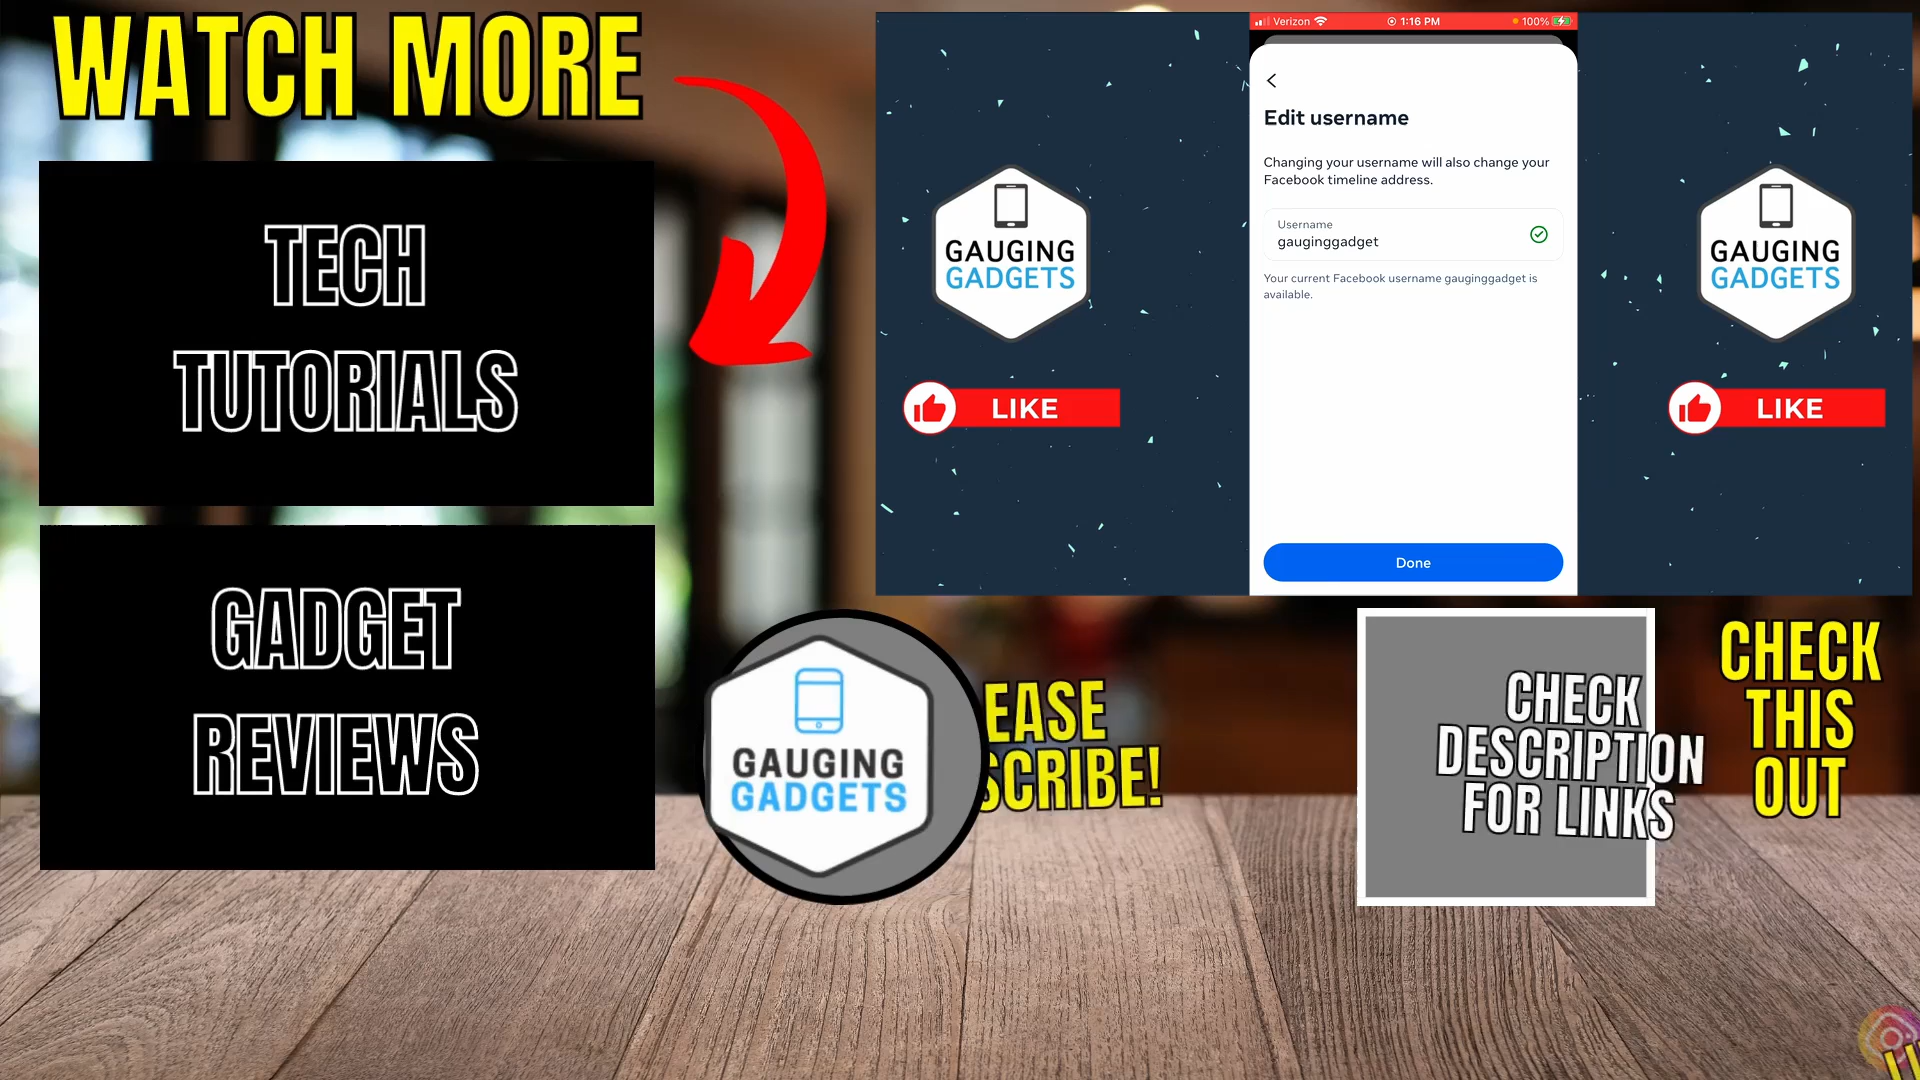 WATCH MORE
TECH
TUTORIALS
GADGET
REVIEWS
GAUGING
GADGETS
LIKE
Verizon
1:16 PM
100%
Edit username
Changing your username will also change your
Facebook timeline address.
Username
gauginggadget
Your current Facebook username gauginggadget is
available.
Done
GAUGING
GADGETS
LIKE
GAUGING
GADGETS
EASE
SCRIBE!
CHECK
DESCRIPTION
FOR LINKS
CHECK
THIS
OUT